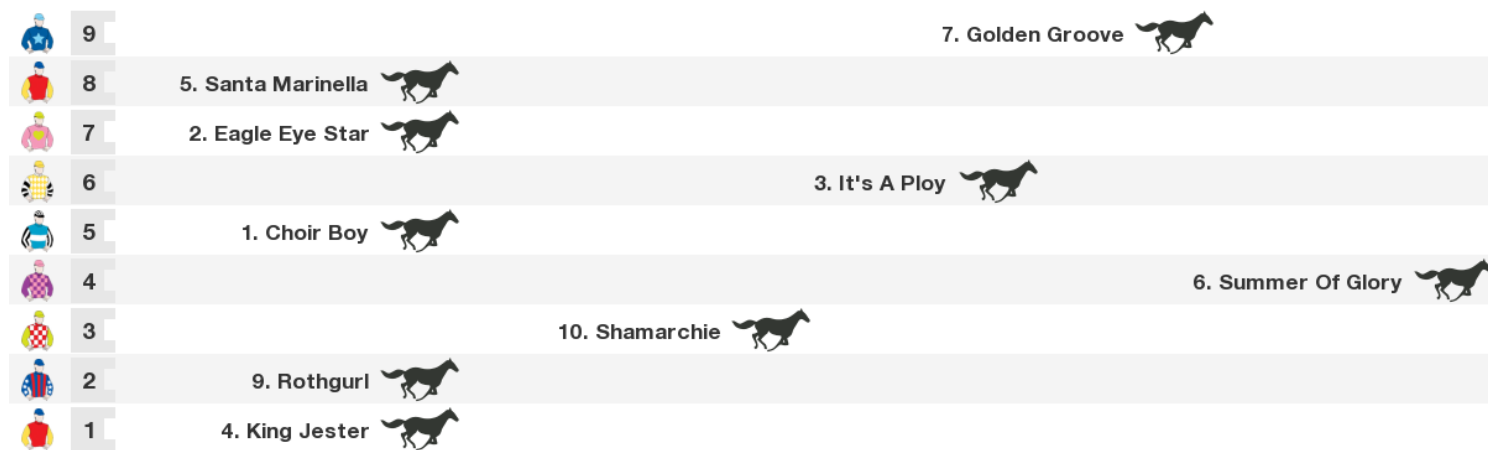 9 7. Golden Groove
8 5. Santa Marinella
7 2. Eagle Eye Star
6 3. It's A Ploy
5 1. Choir Boy
4 6. Summer Of Glory
3 10. Shamarchie
2 9. Rothgurl
1 4. King Jester